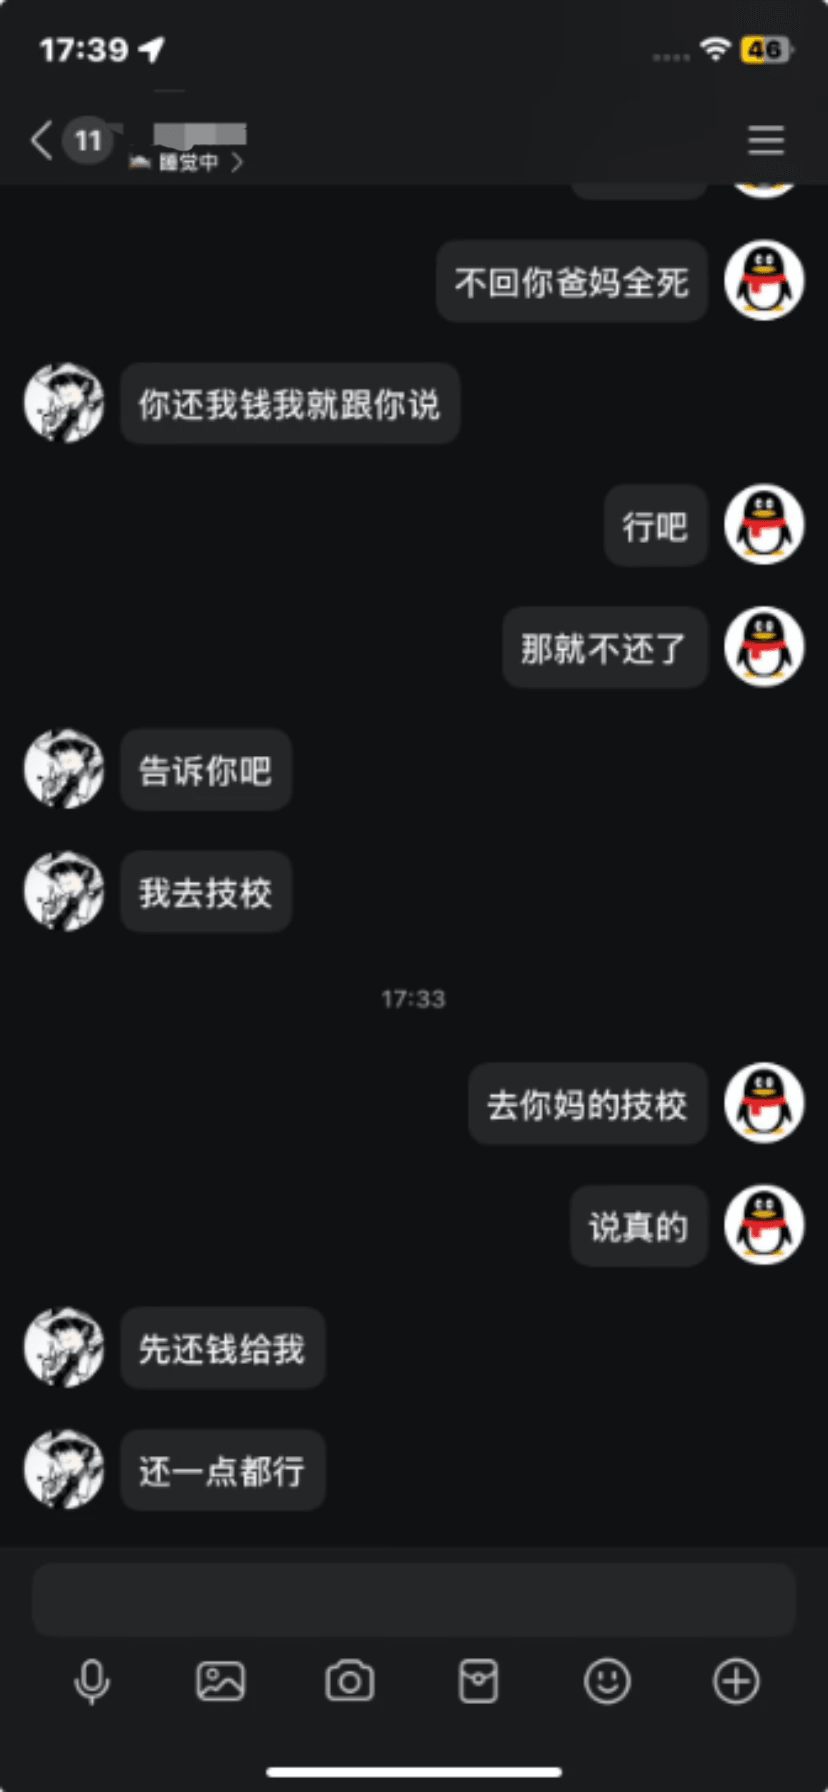 17:39
46
11
睡觉中
不回你爸妈全死
你还我钱我就跟你说
行吧
那就不还了
告诉你吧
我去技校
17:33
去你妈的技校
说真的
先还钱给我
还一点都行